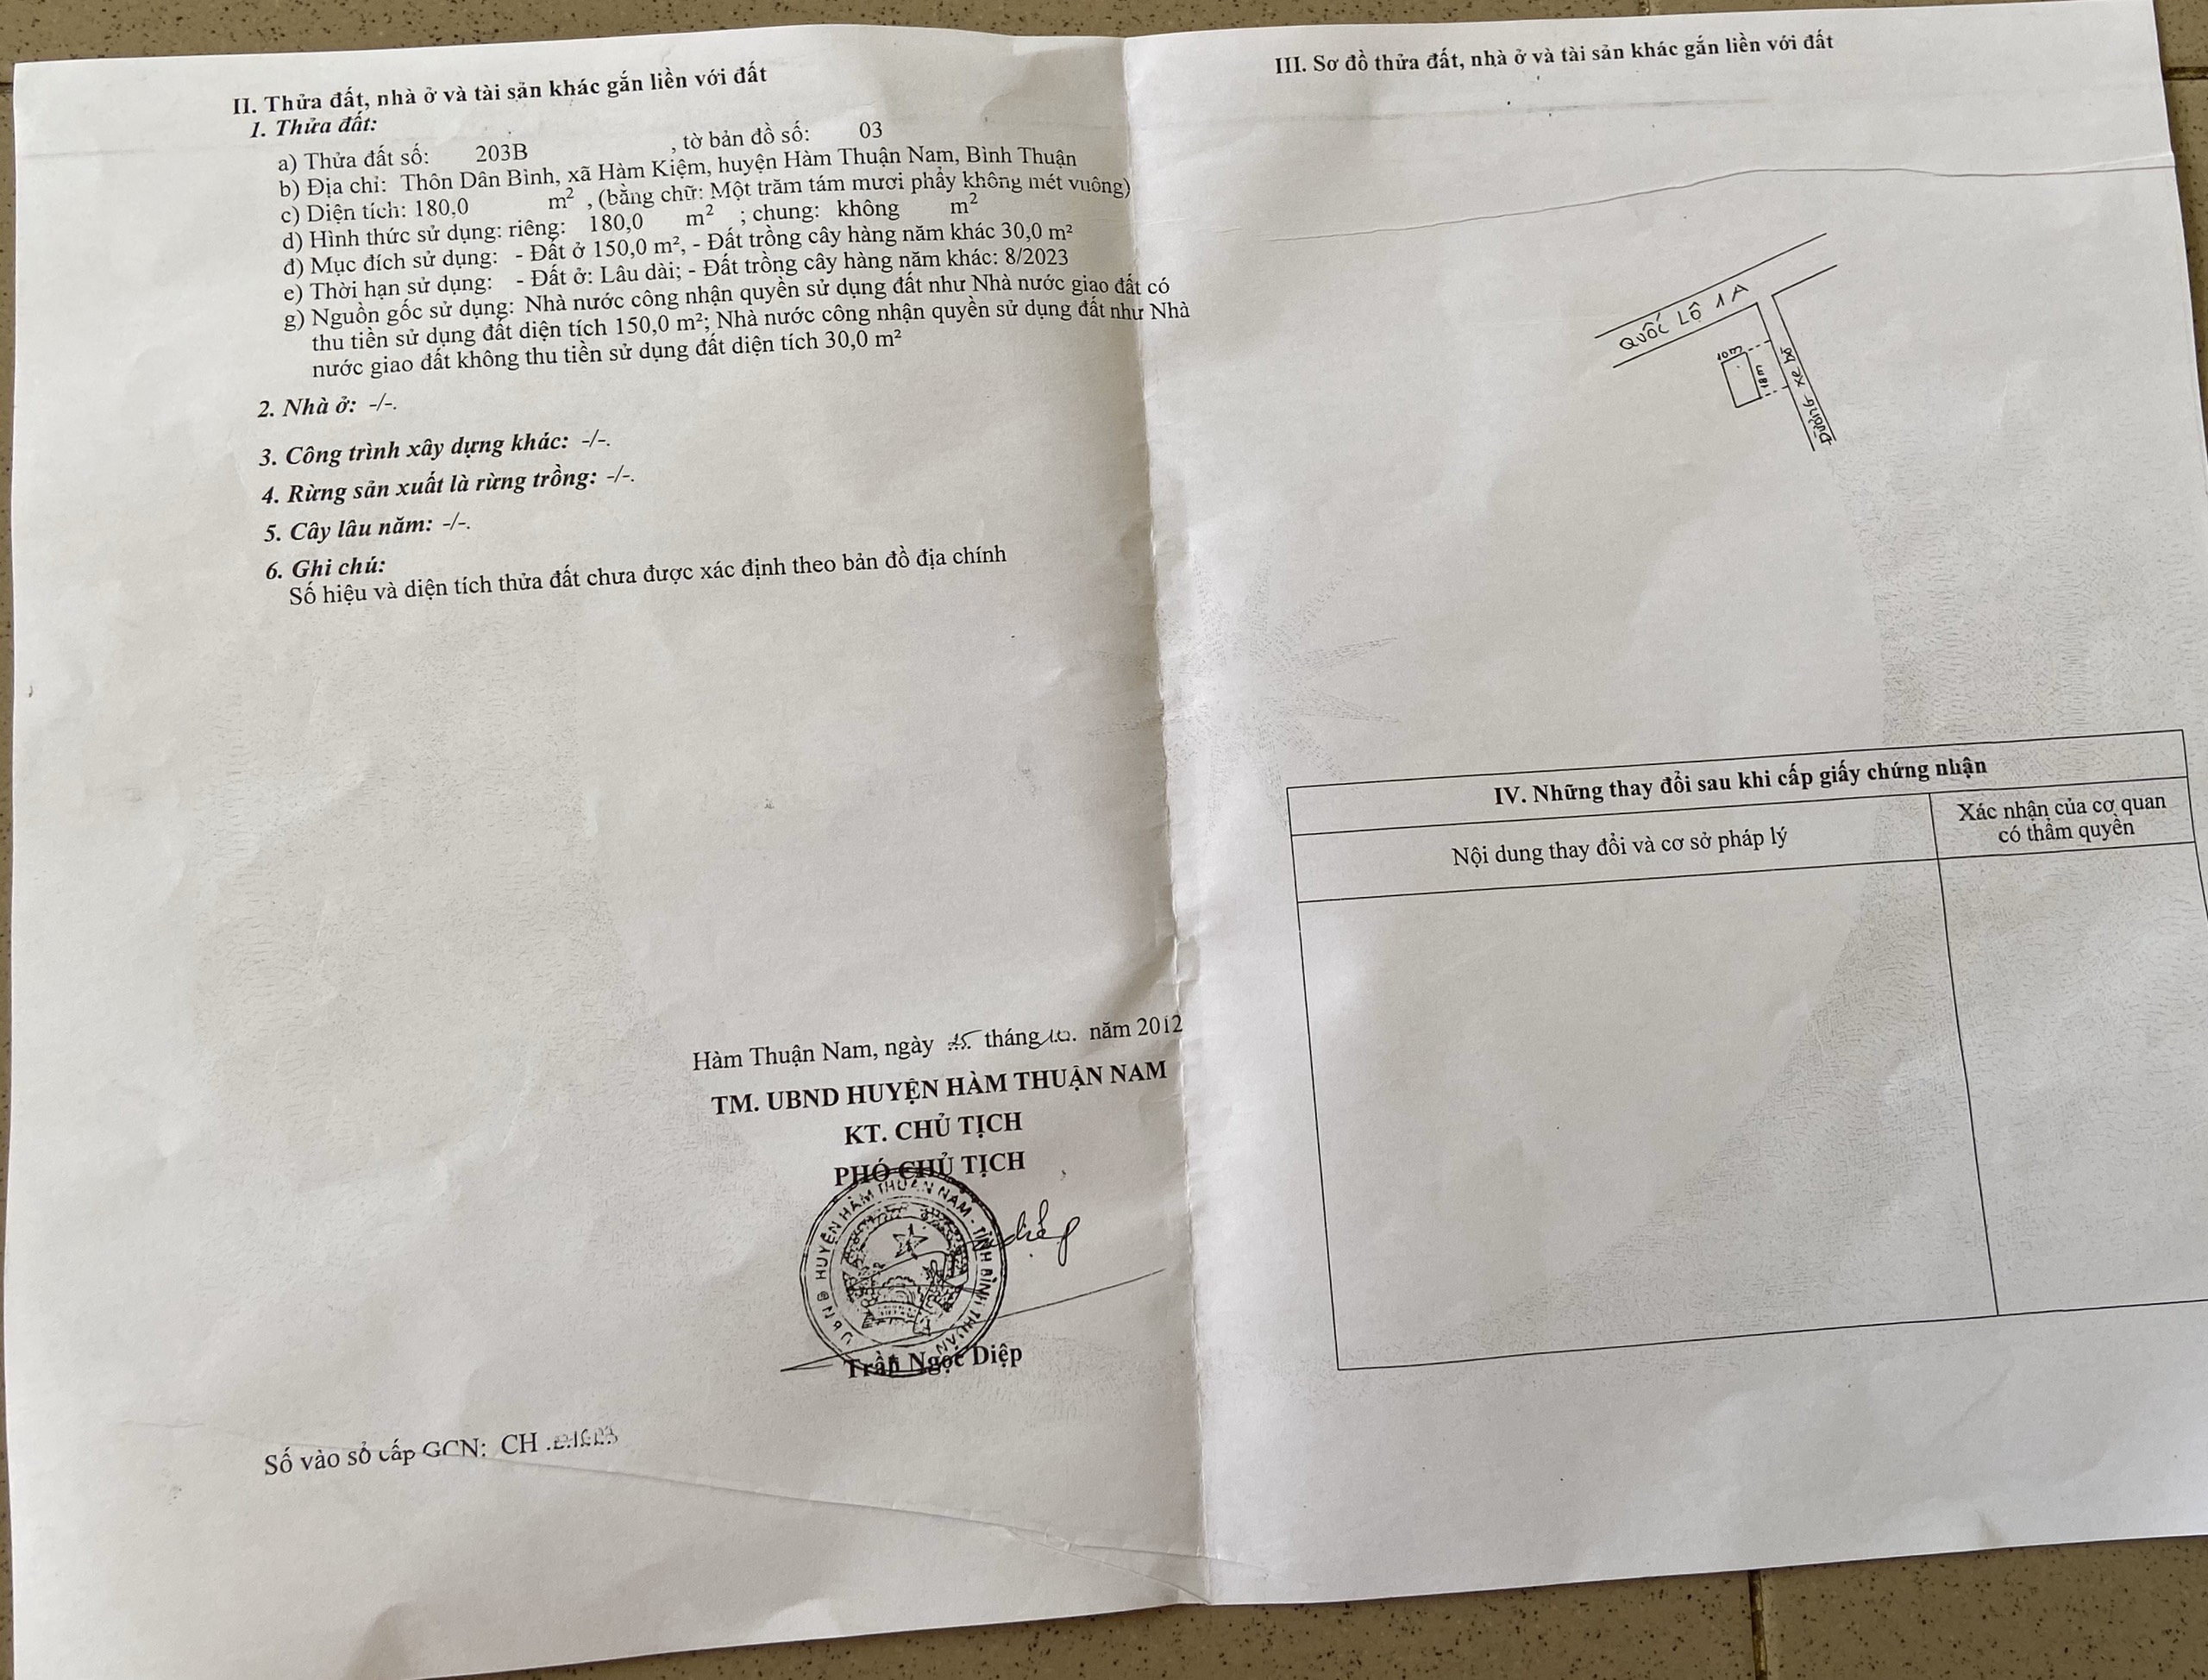 II. Thửa đất, nhà ở và tài sản khác gắn liền với đất
1. Thửa đất:
a) Thửa đất số: 203B , tờ bản đồ số: 03
b) Địa chỉ: Thôn Dân Bình, xã Hàm Kiệm, huyện Hàm Thuận Nam, Bình Thuận
c) Diện tích: 180,0 m² , (bằng chữ: Một trăm tám mươi phẩy không mét vuông)
d) Hình thức sử dụng: riêng: 180,0 m² ; chung: không m²
đ) Mục đích sử dụng: - Đất ở 150,0 m², - Đất trồng cây hàng năm khác 30,0 m²
e) Thời hạn sử dụng: - Đất ở: Lâu dài; - Đất trồng cây hàng năm khác: 8/2023
g) Nguồn gốc sử dụng: Nhà nước công nhận quyền sử dụng đất như Nhà nước giao đất có
thu tiền sử dụng đất diện tích 150,0 m²; Nhà nước công nhận quyền sử dụng đất như Nhà
nước giao đất không thu tiền sử dụng đất diện tích 30,0 m²
2. Nhà ở: -/-.
3. Công trình xây dựng khác: -/-.
4. Rừng sản xuất là rừng trồng: -/-.
5. Cây lâu năm: -/-.
6. Ghi chú:
Số hiệu và diện tích thửa đất chưa được xác định theo bản đồ địa chính
Hàm Thuận Nam, ngày 25 tháng 10. năm 2012
TM. UBND HUYỆN HÀM THUẬN NAM
KT. CHỦ TỊCH
PHÓ CHỦ TỊCH
U B N D HUYỆN HÀM THUẬN NAM - TỈNH BÌNH THUẬN
Trần Ngọc Diệp
Số vào sổ cấp GCN: CH
III. Sơ đồ thửa đất, nhà ở và tài sản khác gắn liền với đất
QUỐC LỘ 1A
10m
18m
ĐƯỜNG XE BÒ
IV. Những thay đổi sau khi cấp giấy chứng nhận
Nội dung thay đổi và cơ sở pháp lý
Xác nhận của cơ quan
có thẩm quyền